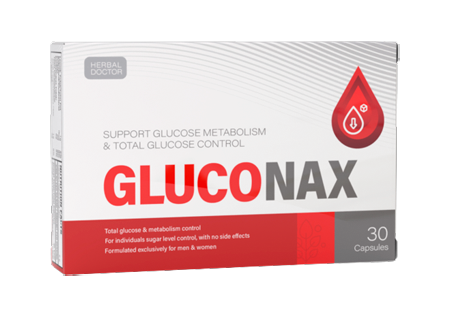 HERBAL
DOCTOR
SUPPORT GLUCOSE METABOLISM
& TOTAL GLUCOSE CONTROL
GLUCONAX
Total glucose & metabolism control
For individuals sugar level control, with no side effects
Formulated exclusively for men & women
30
Capsules